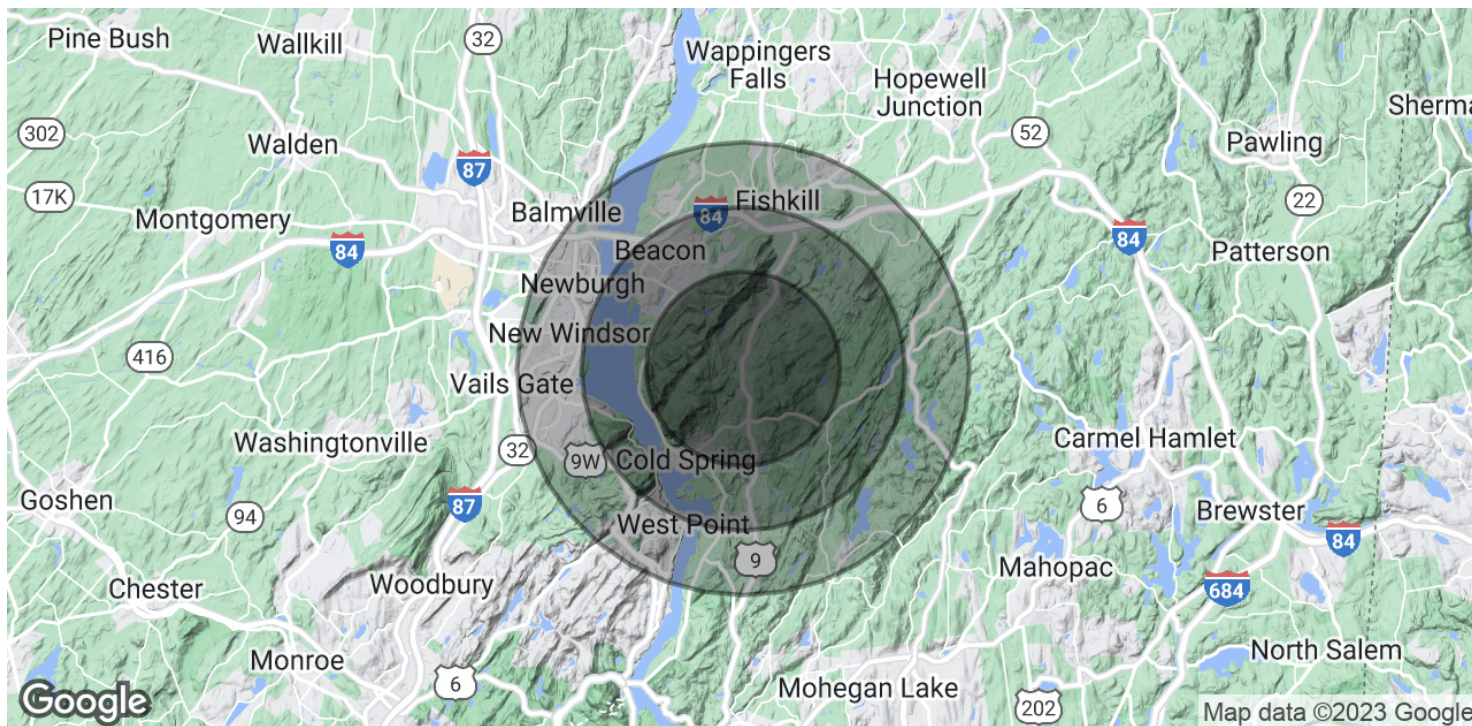 Pine Bush
Wallkill
32
Wappingers
Falls
Hopewell
Junction
Sherma
302
Walden
87
52
Pawling
17K
Montgomery
Balmville
84
Fishkill
22
84
Beacon
84
Patterson
Newburgh
New Windsor
416
Vails Gate
Washingtonville
32
9W
Cold Spring
Carmel Hamlet
Goshen
94
87
6
Brewster
West Point
84
9
Mahopac
684
Chester
Woodbury
Monroe
6
North Salem
Mohegan Lake
202
Google
Map data ©2023 Google